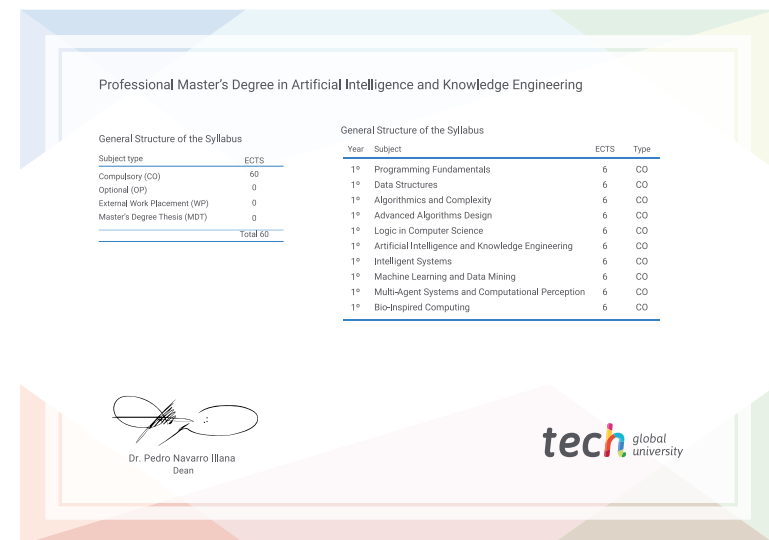 Professional Master's Degree in Artificial Intelligence and Knowledge Engineering
General Structure of the Syllabus
Subject type ECTS
Compulsory (CO) 60
Optional (OP) 0
External Work Placement (WP) 0
Master's Degree Thesis (MDT) 0
Total 60
General Structure of the Syllabus
Year Subject ECTS Type
1º Programming Fundamentals 6 CO
1º Data Structures 6 CO
1º Algorithmics and Complexity 6 CO
1º Advanced Algorithms Design 6 CO
1º Logic in Computer Science 6 CO
1º Artificial Intelligence and Knowledge Engineering 6 CO
1º Intelligent Systems 6 CO
1º Machine Learning and Data Mining 6 CO
1º Multi-Agent Systems and Computational Perception 6 CO
1º Bio-Inspired Computing 6 CO
Dr. Pedro Navarro Illana
Dean
tech global
university